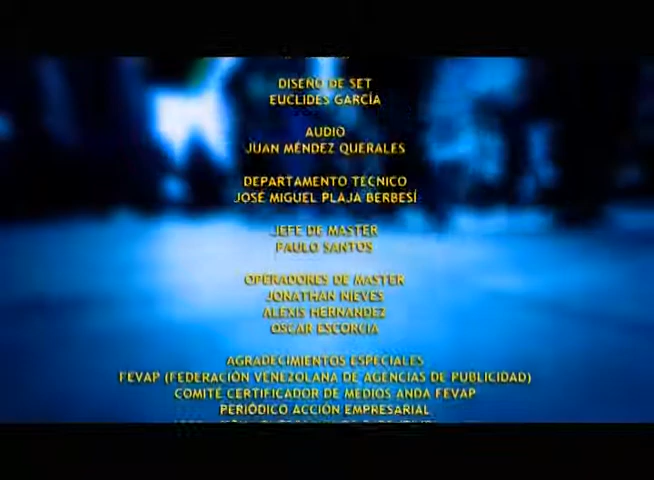 DISEÑO DE SET
EUCLIDES GARCÍA
AUDIO
JUAN MÉNDEZ QUERALES
DEPARTAMENTO TECNICO
JOSÉ MIGUEL PLAJA BERBESÍ
JEFE DE MASTER
PAULO SANTOS
OPERADORES DE MASTER
JONATHAN NIEVES
ALEXIS HERNANDEZ
OSCAR ESCORCIA
AGRADECIMIENTOS ESPECIALES
FEVAP (FEDERACIÓN VENEZOLANA DE AGENCIAS DE PUBLICIDAD)
COMITÉ CERTIFICADOR DE MEDIOS ANDA FEVAP
PERIÓDICO ACCIÓN EMPRESARIAL